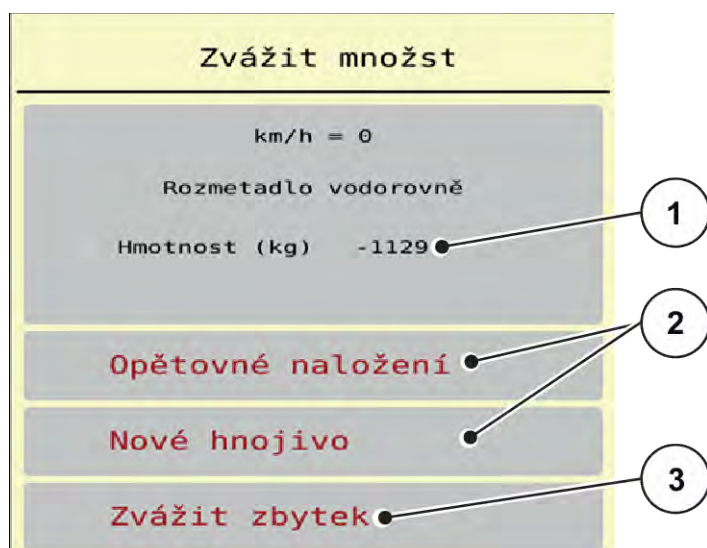 Zvážit množst
km/h = 0
Rozmetadlo vodorovně
Hmotnost (kg) -1129
1
2
Opětovné naložení
Nové hnojivo
3
Zvážit zbytek